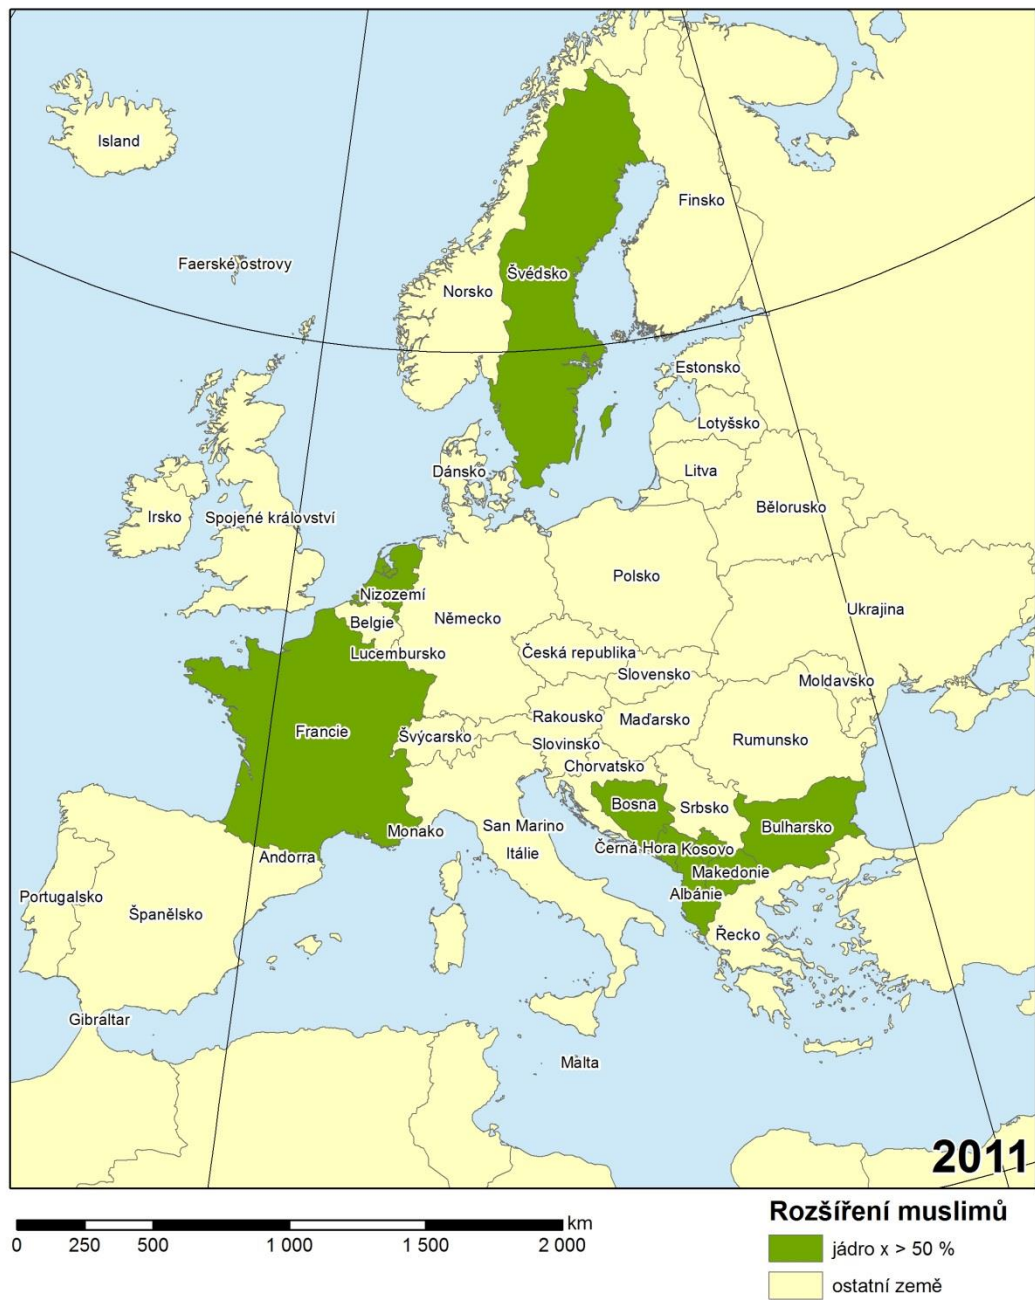 Island
Finsko
Faerské ostrovy
Švédsko
Norsko
Estonsko
Lotyšsko
Dánsko
Litva
Bělorusko
Irsko
Spojené království
Polsko
Nizozemí
Ukrajina
Belgie
Německo
Lucembursko
Česká republika
Slovensko
Moldavsko
Rakousko
Maďarsko
Francie
Švýcarsko
Rumunsko
Slovinsko
Chorvatsko
Bosna
Srbsko
Bulharsko
Monako
San Marino
Itálie
Černá Hora
Kosovo
Andorra
Makedonie
Albánie
Portugalsko
Španělsko
Řecko
Gibraltar
Malta
2011
km
0 250 500 1 000 1 500 2 000
Rozšíření muslimů
jádro x > 50 %
ostatní země